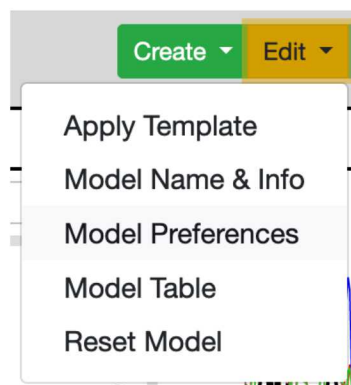 Create Edit
Apply Template
Model Name & Info
Model Preferences
Model Table
Reset Model